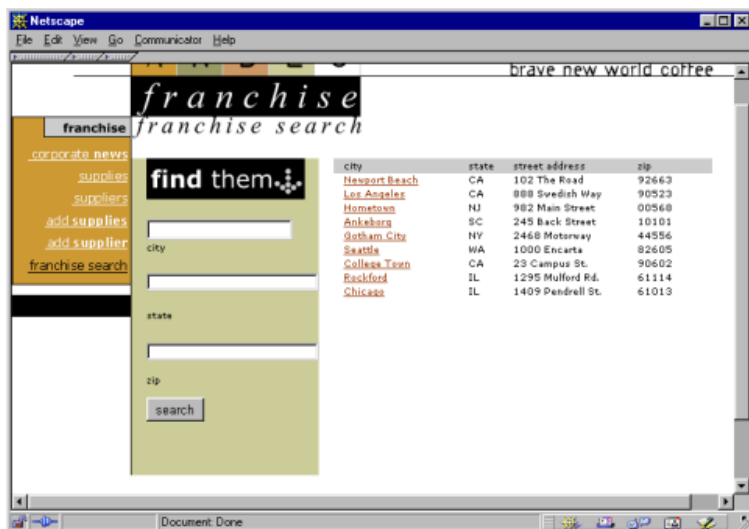 Netscape
File Edit View Go Communicator Help
brave new world coffee
franchise
franchise search
franchise
corporate news
supplies
suppliers
add supplies
add supplier
franchise search
find them
city
state
zip
search
city state street address zip
Newport Beach CA 102 The Road 92663
Los Angeles CA 888 Swedish Way 90523
Hometown NJ 982 Main Street 00568
Ankeborg SC 245 Back Street 10101
Gotham City NY 2468 Motorway 44556
Seattle WA 1000 Encarta 82605
College Town CA 23 Campus St. 90602
Rockford IL 1295 Mulford Rd. 61114
Chicago IL 1409 Pendrell St. 61013
Document: Done